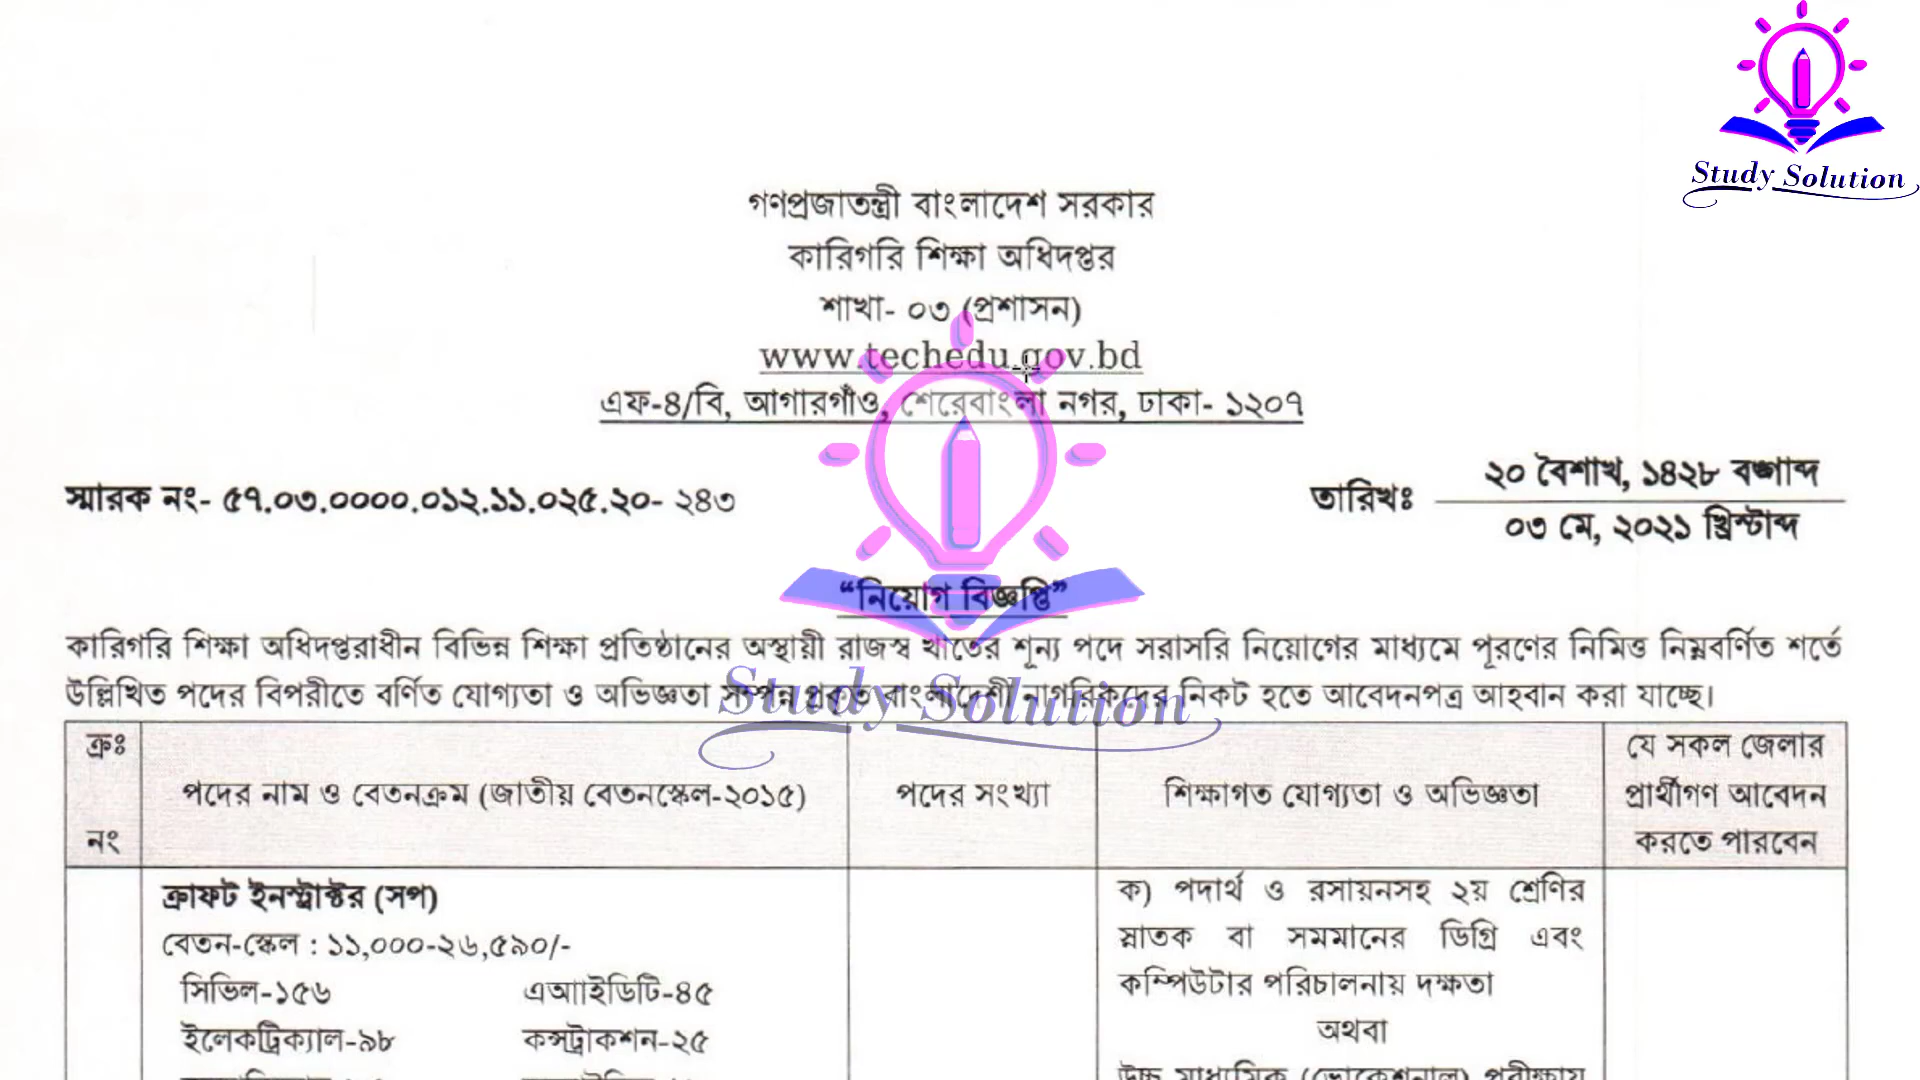 Study Solution
গণপ্রজাতন্ত্রী বাংলাদেশ সরকার
কারিগরি শিক্ষা অধিদপ্তর
শাখা- ০৩ (প্রশাসন)
www.techedu.gov.bd
এফ-৪/বি, আগারগাঁও, শেরেবাংলা নগর, ঢাকা- ১২০৭
স্মারক নং- ৫৭.০৩.০০০০.০১২.১১.০২৫.২০- ২৪৩
তারিখঃ ২০ বৈশাখ, ১৪২৮ বঙ্গাব্দ
০৩ মে, ২০২১ খ্রিস্টাব্দ
“নিয়োগ বিজ্ঞপ্তি”
কারিগরি শিক্ষা অধিদপ্তরাধীন বিভিন্ন শিক্ষা প্রতিষ্ঠানের অস্থায়ী রাজস্ব খাতের শূন্য পদে সরাসরি নিয়োগের মাধ্যমে পূরণের নিমিত্ত নিম্নবর্ণিত শর্তে
উল্লিখিত পদের বিপরীতে বর্ণিত যোগ্যতা ও অভিজ্ঞতা সম্পন্ন প্রকৃত বাংলাদেশী নাগরিকদের নিকট হতে আবেদনপত্র আহবান করা যাচ্ছে।
Study Solution
ক্রঃ
নং
পদের নাম ও বেতনক্রম (জাতীয় বেতনস্কেল-২০১৫)
পদের সংখ্যা
শিক্ষাগত যোগ্যতা ও অভিজ্ঞতা
যে সকল জেলার
প্রার্থীগণ আবেদন
করতে পারবেন
ক্রাফট ইনস্ট্রাক্টর (সপ)
বেতন-স্কেল : ১১,০০০-২৬,৫৯০/-
সিভিল-১৫৬
এআাইডিটি-৪৫
ইলেকট্রিক্যাল-৯৮
কন্সট্রাকশন-২৫
ক) পদার্থ ও রসায়নসহ ২য় শ্রেণির
স্নাতক বা সমমানের ডিগ্রি এবং
কম্পিউটার পরিচালনায় দক্ষতা
অথবা
উচ্চ মাধ্যমিক (ভোকেশনাল) পরীক্ষায়